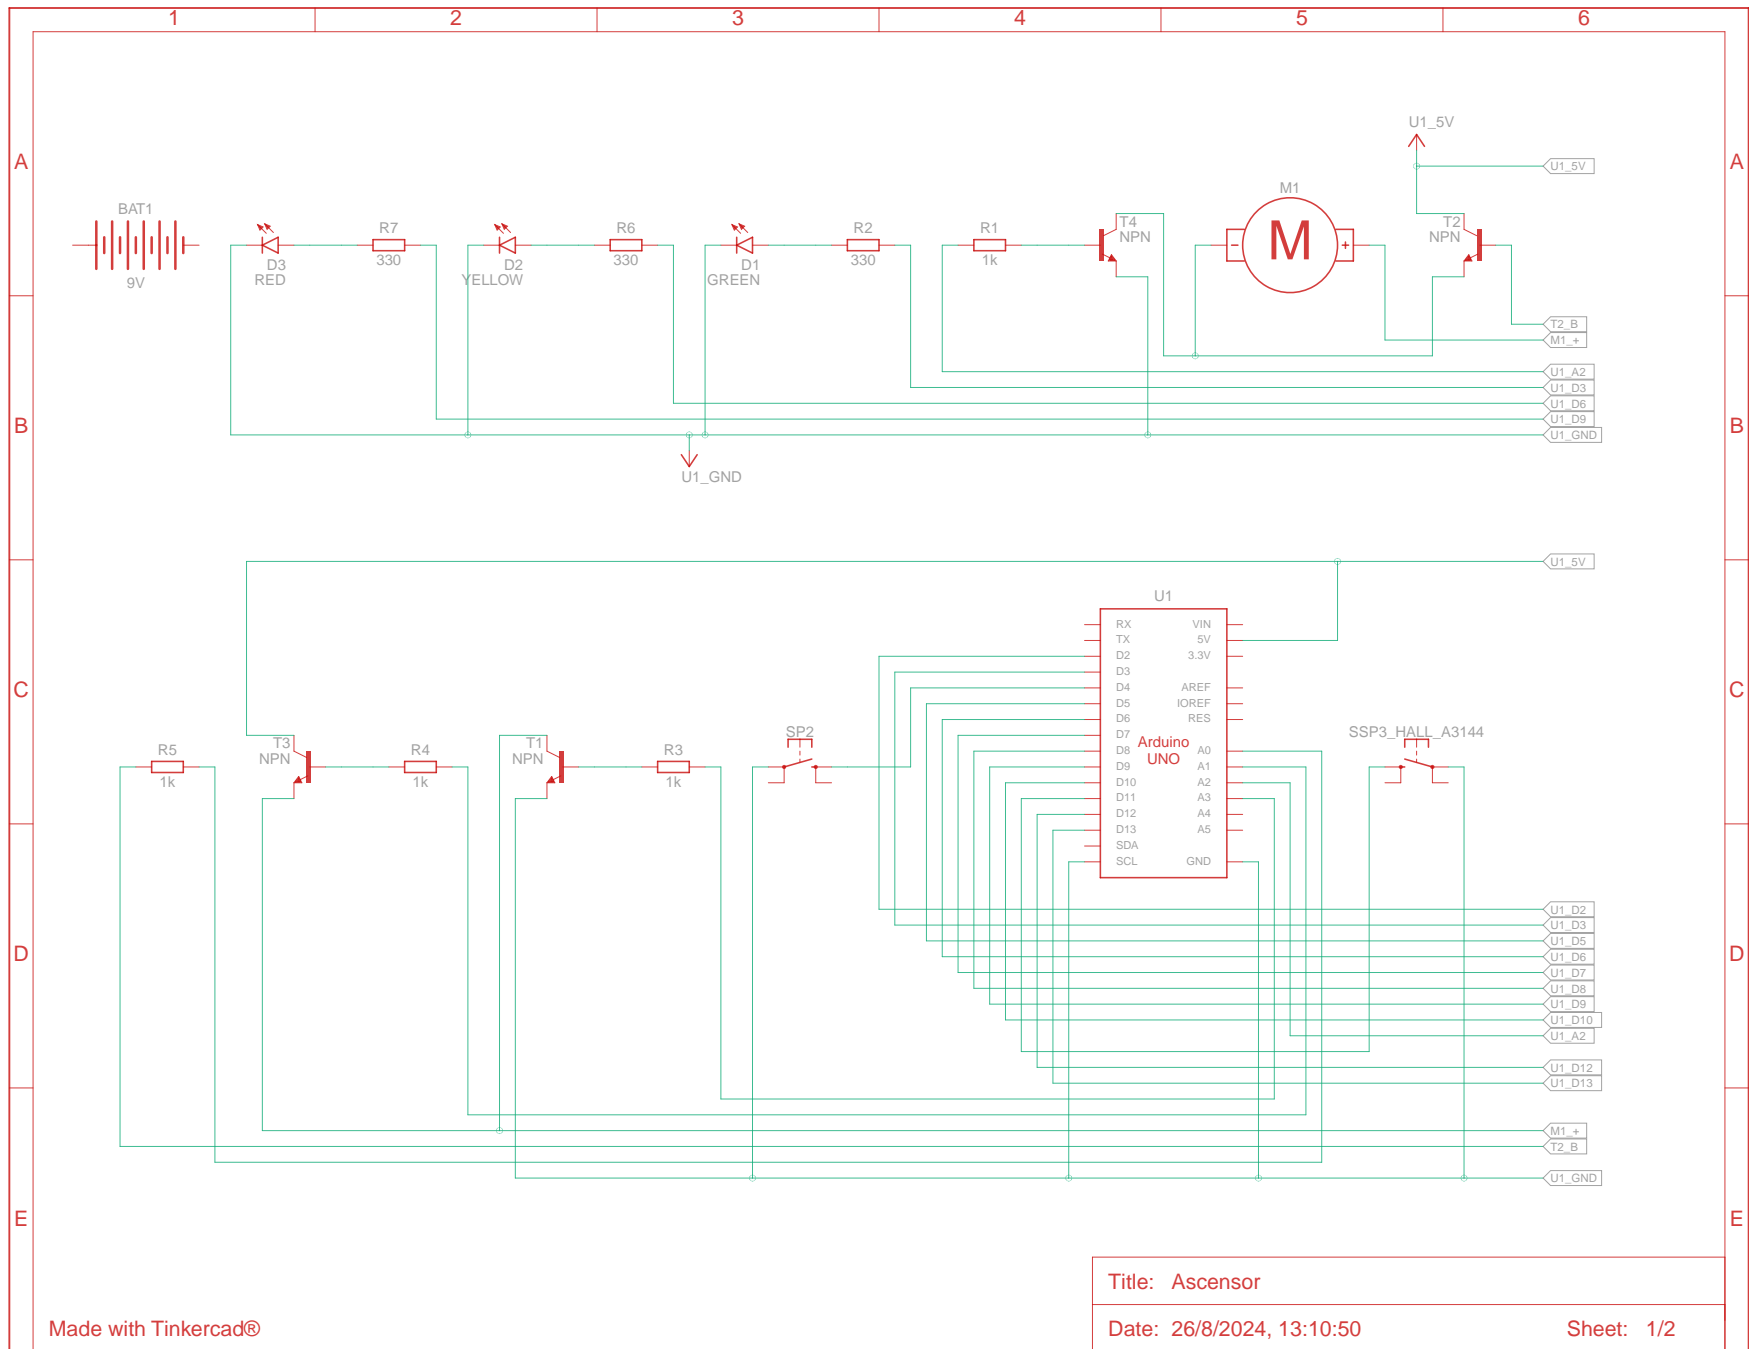 1 2 3 4 5 6
U1_5V
A A
U1_5V
M1
BAT1
T4
NPN
T2
NPN
R7
R6
R2
R1
M
- +
D3
RED
330
D2
YELLOW
330
D1
GREEN
330
1k
9V
T2_B
M1_+
U1_A2
U1_D3
U1_D6
U1_D9
U1_GND
B B
U1_GND
U1_5V
U1
RX VIN
TX 5V
D2 3.3V
D3
D4 AREF
D5 IOREF
D6 RES
D7
D8 A0
D9 A1
D10 A2
D11 A3
D12 A4
D13 A5
SDA
SCL GND
Arduino
UNO
C C
R5
1k
T3
NPN
R4
1k
T1
NPN
R3
1k
SP2
SSP3_HALL_A3144
U1_D2
U1_D3
U1_D5
U1_D6
U1_D7
U1_D8
U1_D9
U1_D10
U1_A2
U1_D12
U1_D13
D D
M1_+
T2_B
U1_GND
E E
Title: Ascensor
Made with Tinkercad®
Date: 26/8/2024, 13:10:50 Sheet: 1/2